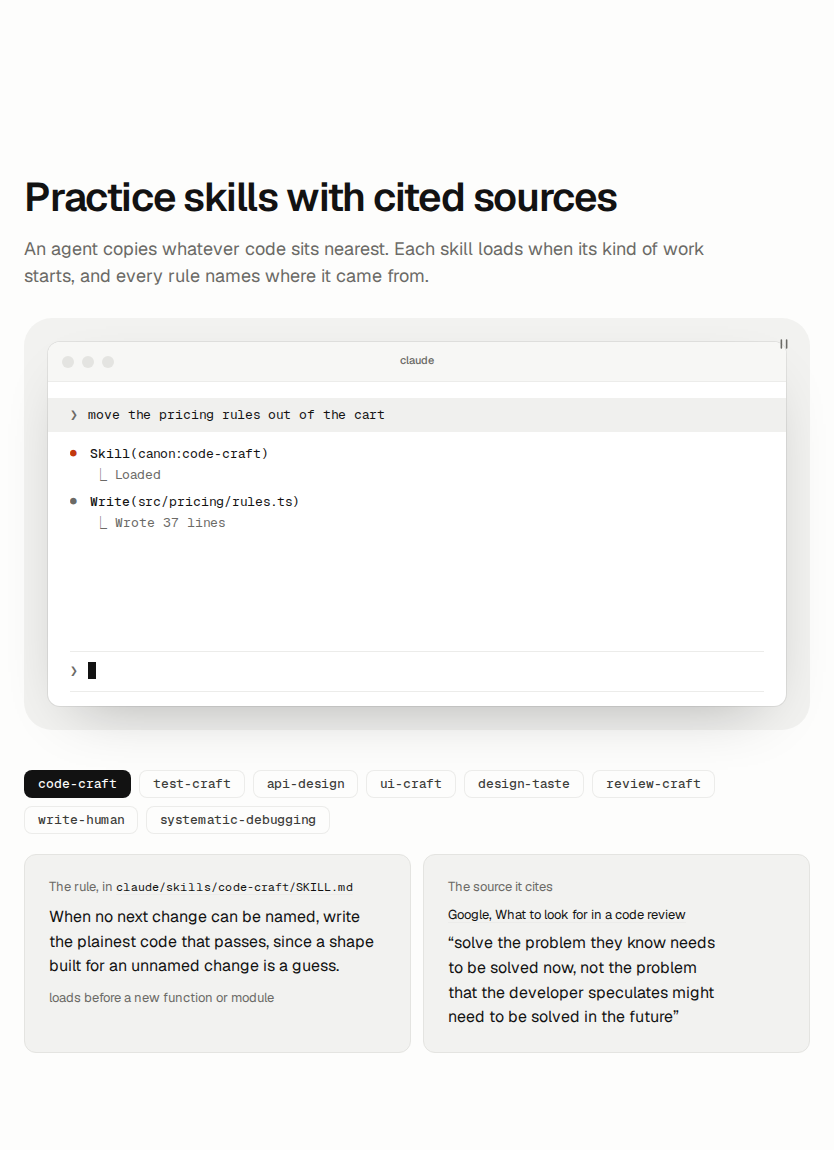 Practice skills with cited sources
An agent copies whatever code sits nearest. Each skill loads when its kind of work
starts, and every rule names where it came from.
claude
❯ move the pricing rules out of the cart
● Skill(canon:code-craft)
⎿ Loaded
● Write(src/pricing/rules.ts)
⎿ Wrote 37 lines
❯
code-craft test-craft api-design ui-craft design-taste review-craft
write-human systematic-debugging
The rule, in claude/skills/code-craft/SKILL.md
When no next change can be named, write
the plainest code that passes, since a shape
built for an unnamed change is a guess.
loads before a new function or module
The source it cites
Google, What to look for in a code review
“solve the problem they know needs
to be solved now, not the problem
that the developer speculates might
need to be solved in the future”